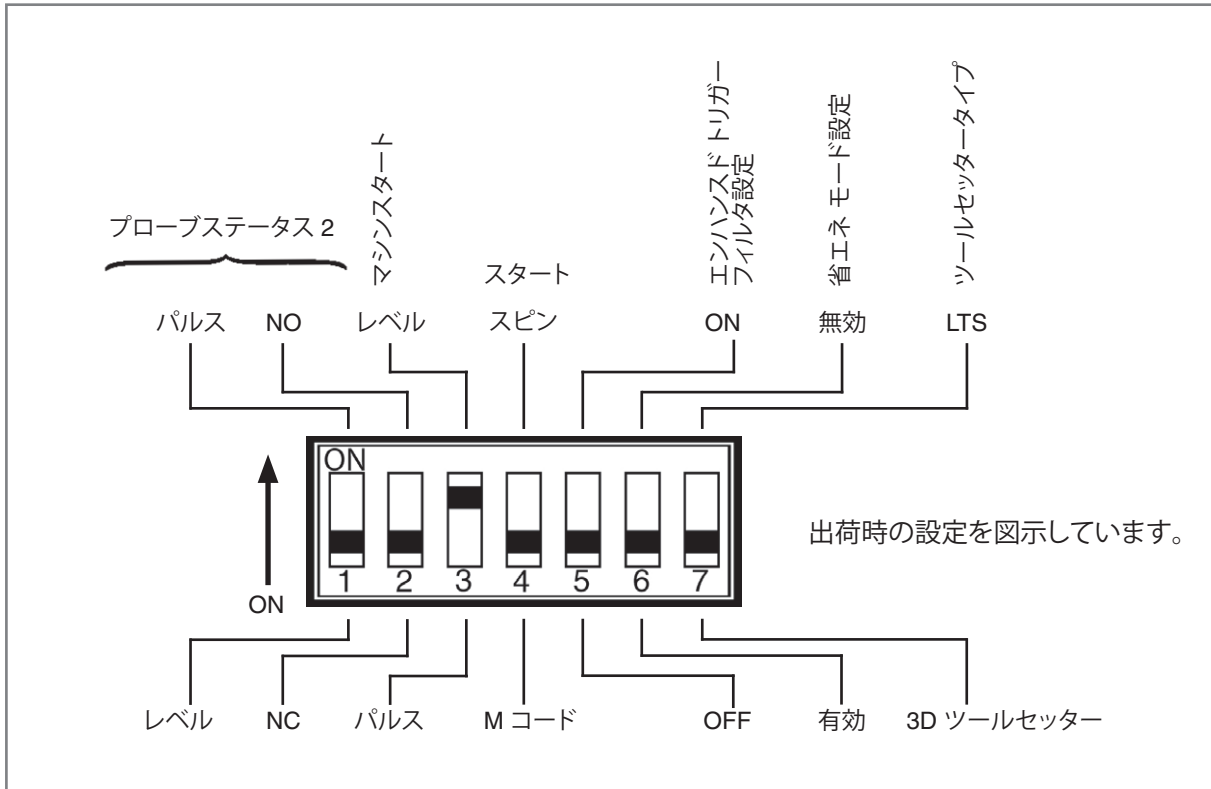 プローブステータス 2
マシンスタート
スタート
エンハンスド トリガー
フィルタ設定
省エネ モード設定
ツールセッタータイプ
パルス
NO
レベル
スピン
ON
無効
LTS
ON
1 2 3 4 5 6 7
ON
出荷時の設定を図示しています。
レベル
NC
パルス
M コード
OFF
有効
3D ツールセッター